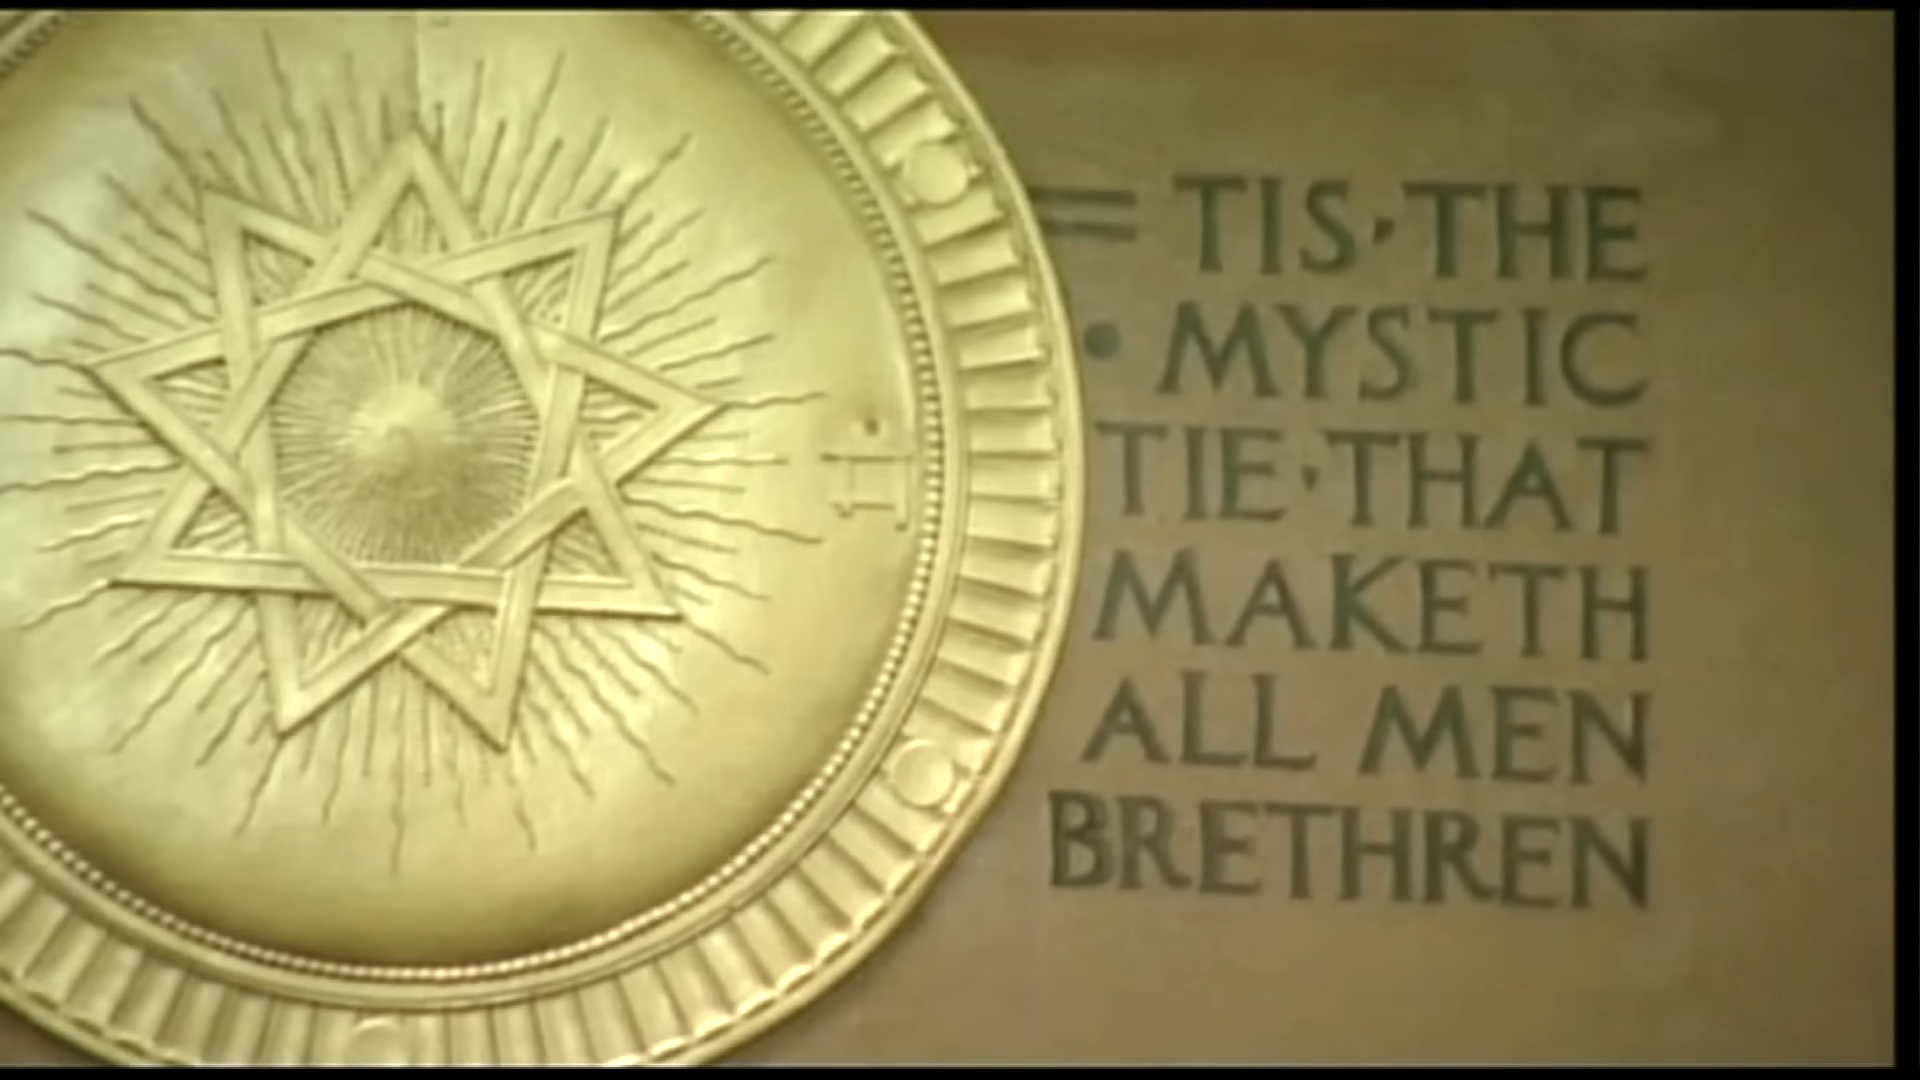 = TIS·THE
• MYSTIC
TIE·THAT
MAKETH
ALL MEN
BRETHREN